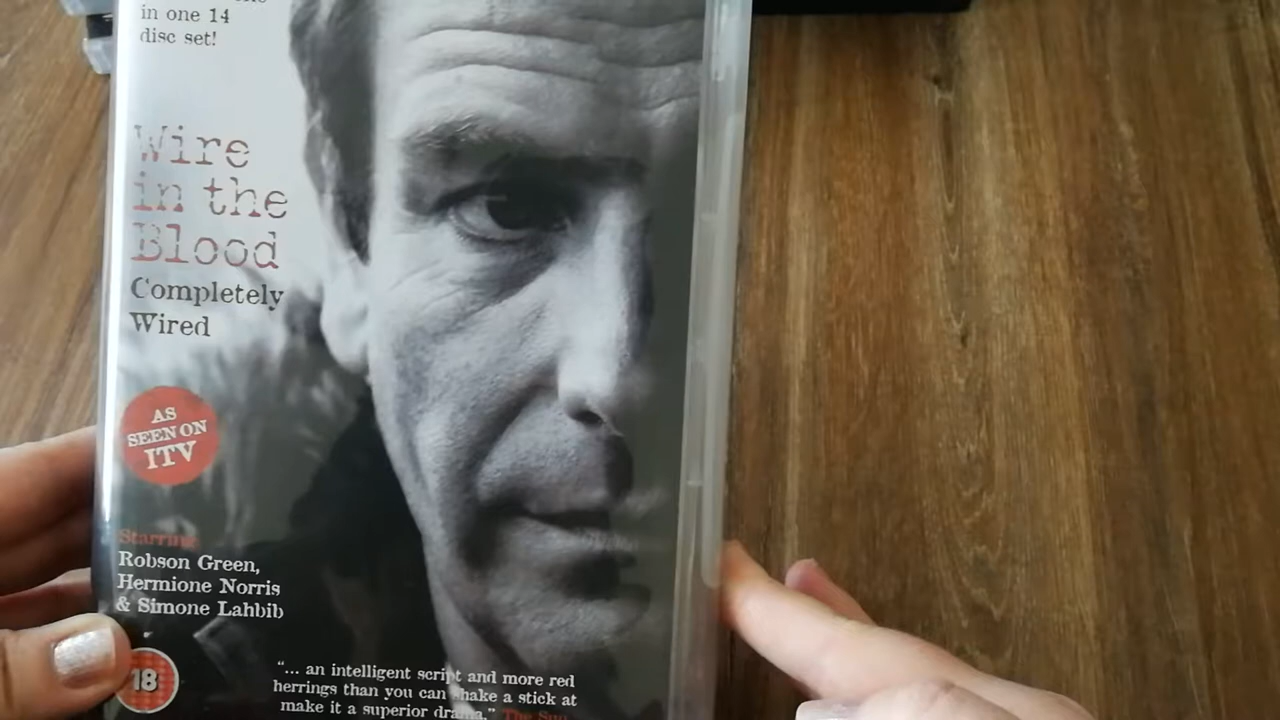 in one 14
disc set!
Wire
in the
Blood
Completely
Wired
AS
SEEN ON
ITV
Starring
Robson Green,
Hermione Norris
& Simone Lahbib
18
"... an intelligent script and more red
herrings than you can shake a stick at
make it a superior drama." The Sun